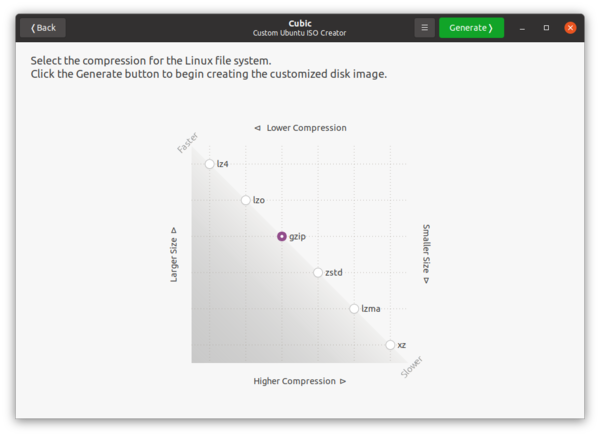 ❬Back
Cubic
Custom Ubuntu ISO Creator
Generate❭
Select the compression for the Linux file system.
Click the Generate button to begin creating the customized disk image.
⊲ Lower Compression
Faster
lz4
lzo
gzip
Larger Size ⊳
Smaller Size ⊳
zstd
lzma
xz
Slower
Higher Compression ⊳